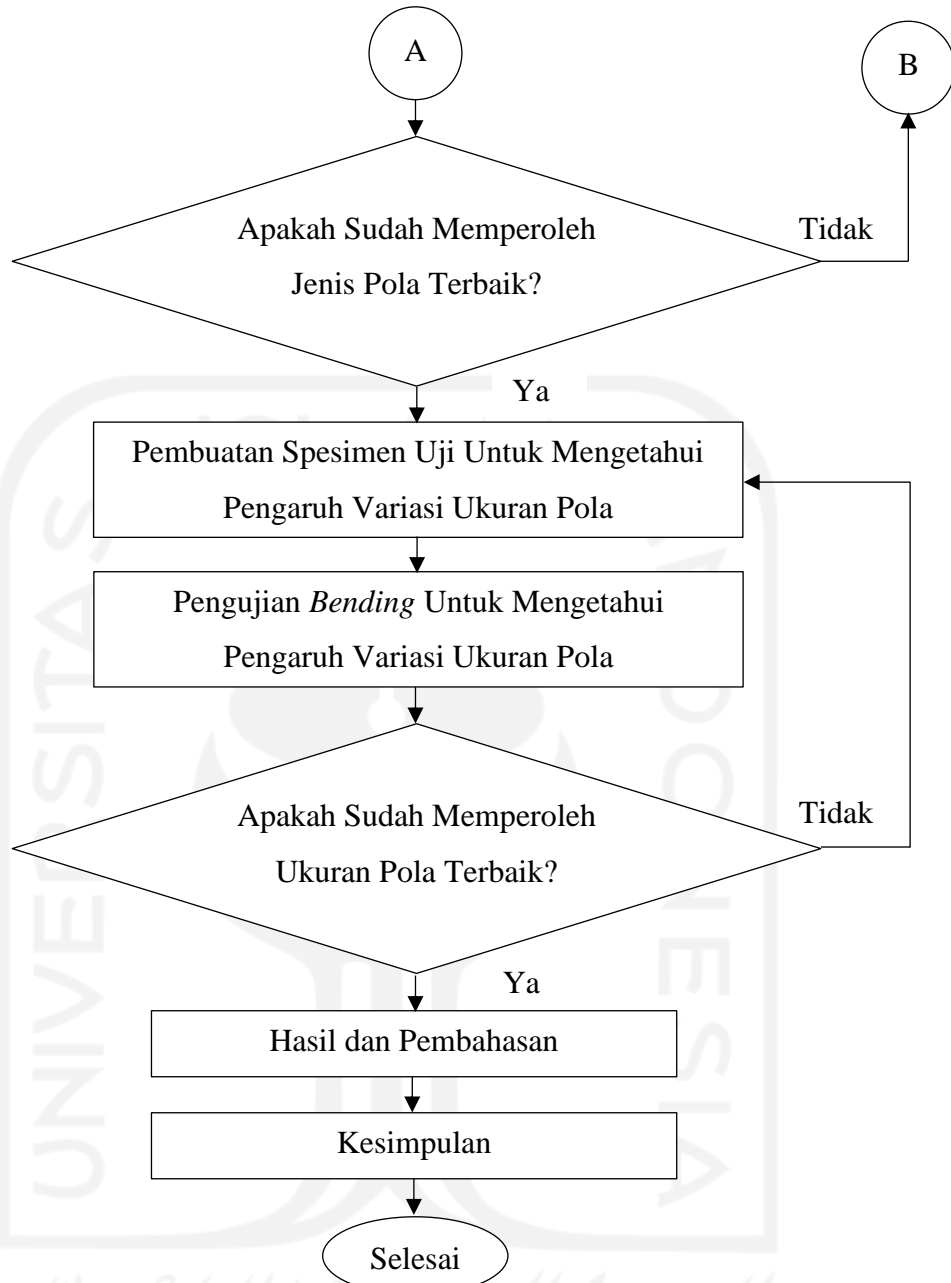 A
B
Apakah Sudah Memperoleh
Jenis Pola Terbaik?
Tidak
Ya
Pembuatan Spesimen Uji Untuk Mengetahui
Pengaruh Variasi Ukuran Pola
Pengujian Bending Untuk Mengetahui
Pengaruh Variasi Ukuran Pola
Apakah Sudah Memperoleh
Ukuran Pola Terbaik?
Tidak
Ya
Hasil dan Pembahasan
Kesimpulan
Selesai
UNIVERSITAS